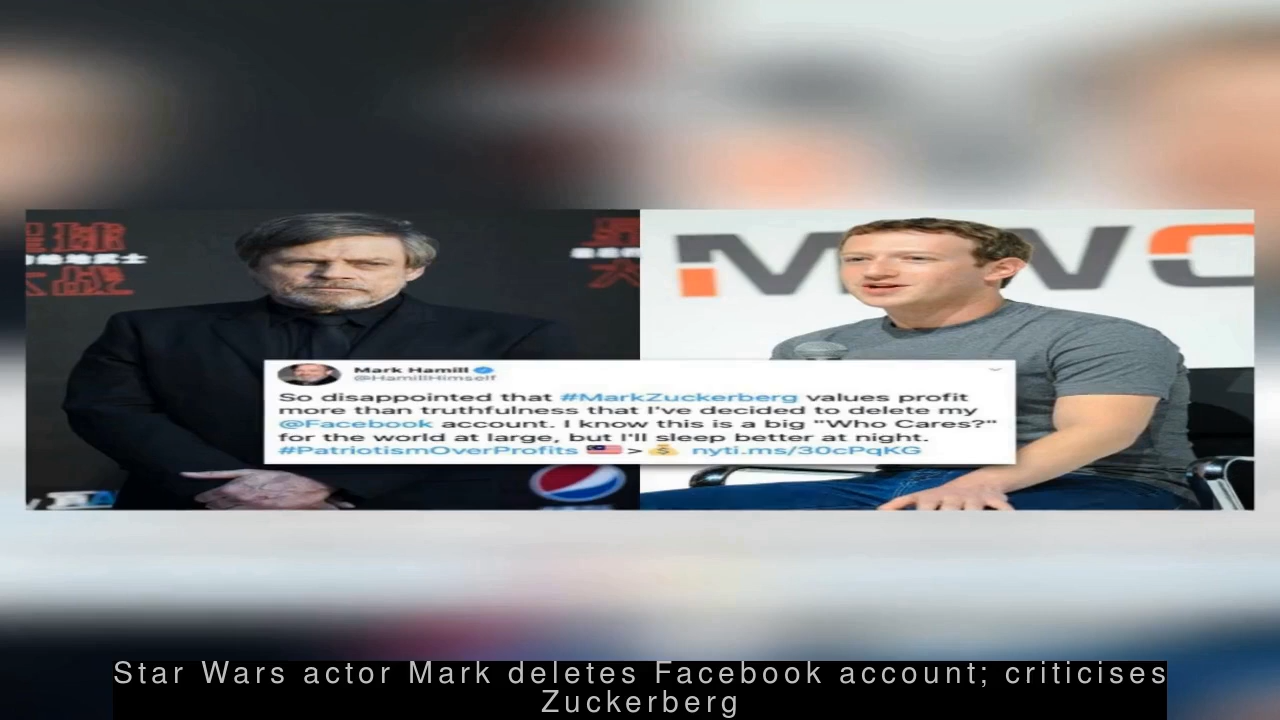 MWC
Mark Hamill
@HamillHimself
So disappointed that #MarkZuckerberg values profit
more than truthfulness that I've decided to delete my
@Facebook account. I know this is a big "Who Cares?"
for the world at large, but I'll sleep better at night.
#PatriotismOverProfits 🇺🇸 > 💰 nyti.ms/30cPqKG
Star Wars actor Mark deletes Facebook account; criticises
Zuckerberg